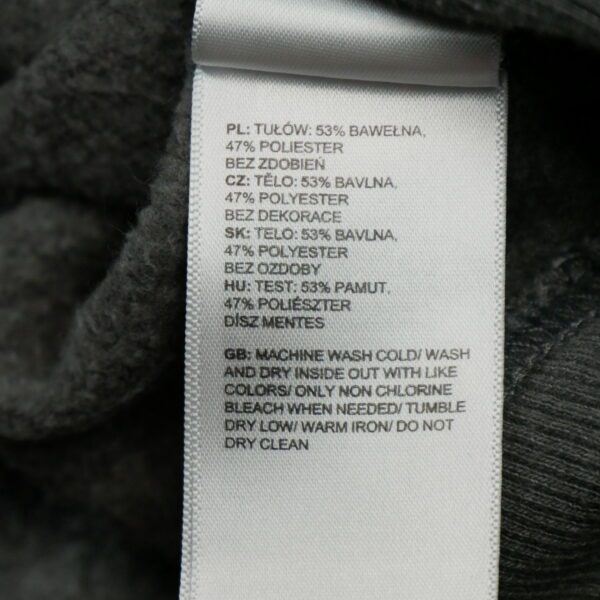 PL: TUŁÓW: 53% BAWEŁNA,
47% POLIESTER
BEZ ZDOBIEŃ
CZ: TĚLO: 53% BAVLNA,
47% POLYESTER
BEZ DEKORACE
SK: TELO: 53% BAVLNA,
47% POLYESTER
BEZ OZDOBY
HU: TEST: 53% PAMUT,
47% POLIÉSZTER
DÍSZ MENTES
GB: MACHINE WASH COLD/ WASH
AND DRY INSIDE OUT WITH LIKE
COLORS/ ONLY NON CHLORINE
BLEACH WHEN NEEDED/ TUMBLE
DRY LOW/ WARM IRON/ DO NOT
DRY CLEAN